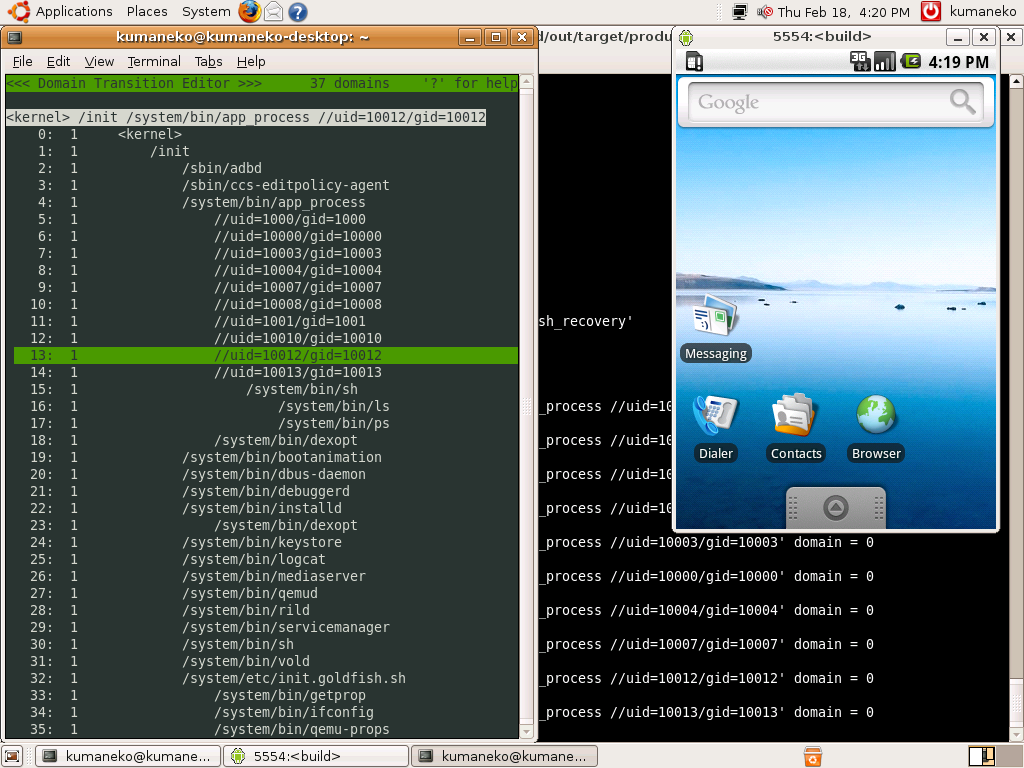 Applications Places System Thu Feb 18, 4:20 PM kumaneko
kumaneko@kumaneko-desktop: ~
File Edit View Terminal Tabs Help
<<< Domain Transition Editor >>> 37 domains '?' for help
<kernel> /init /system/bin/app_process //uid=10012/gid=10012
0: 1 <kernel>
1: 1 /init
2: 1 /sbin/adbd
3: 1 /sbin/ccs-editpolicy-agent
4: 1 /system/bin/app_process
5: 1 //uid=1000/gid=1000
6: 1 //uid=10000/gid=10000
7: 1 //uid=10003/gid=10003
8: 1 //uid=10004/gid=10004
9: 1 //uid=10007/gid=10007
10: 1 //uid=10008/gid=10008
11: 1 //uid=1001/gid=1001
12: 1 //uid=10010/gid=10010
13: 1 //uid=10012/gid=10012
14: 1 //uid=10013/gid=10013
15: 1 /system/bin/sh
16: 1 /system/bin/ls
17: 1 /system/bin/ps
18: 1 /system/bin/dexopt
19: 1 /system/bin/bootanimation
20: 1 /system/bin/dbus-daemon
21: 1 /system/bin/debuggerd
22: 1 /system/bin/installd
23: 1 /system/bin/dexopt
24: 1 /system/bin/keystore
25: 1 /system/bin/logcat
26: 1 /system/bin/mediaserver
27: 1 /system/bin/qemud
28: 1 /system/bin/rild
29: 1 /system/bin/servicemanager
30: 1 /system/bin/sh
31: 1 /system/bin/vold
32: 1 /system/etc/init.goldfish.sh
33: 1 /system/bin/getprop
34: 1 /system/bin/ifconfig
35: 1 /system/bin/qemu-props
d/out/target/produ
sh_recovery'
_process //uid=10
_process //uid=10
_process //uid=10
_process //uid=10
_process //uid=10003/gid=10003' domain = 0
_process //uid=10000/gid=10000' domain = 0
_process //uid=10004/gid=10004' domain = 0
_process //uid=10007/gid=10007' domain = 0
_process //uid=10012/gid=10012' domain = 0
_process //uid=10013/gid=10013' domain = 0
5554:<build>
3G 4:19 PM
Google
Messaging
Dialer Contacts Browser
kumaneko@kumane... 5554:<build> kumaneko@kumane...